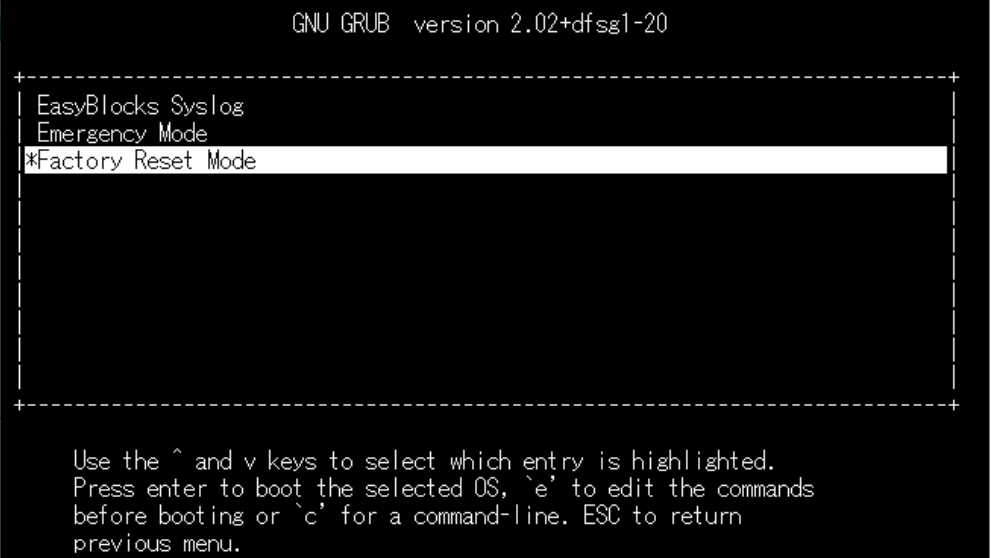 GNU GRUB  version 2.02+dfsg1-20
EasyBlocks Syslog
Emergency Mode
*Factory Reset Mode
Use the ^ and v keys to select which entry is highlighted.
Press enter to boot the selected OS, `e' to edit the commands
before booting or `c' for a command-line. ESC to return
previous menu.